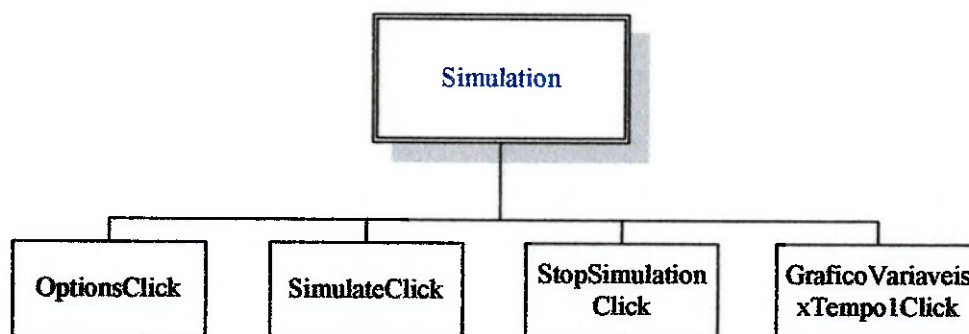 Simulation
OptionsClick
SimulateClick
StopSimulation
Click
GraficoVariaveis
xTempo1Click